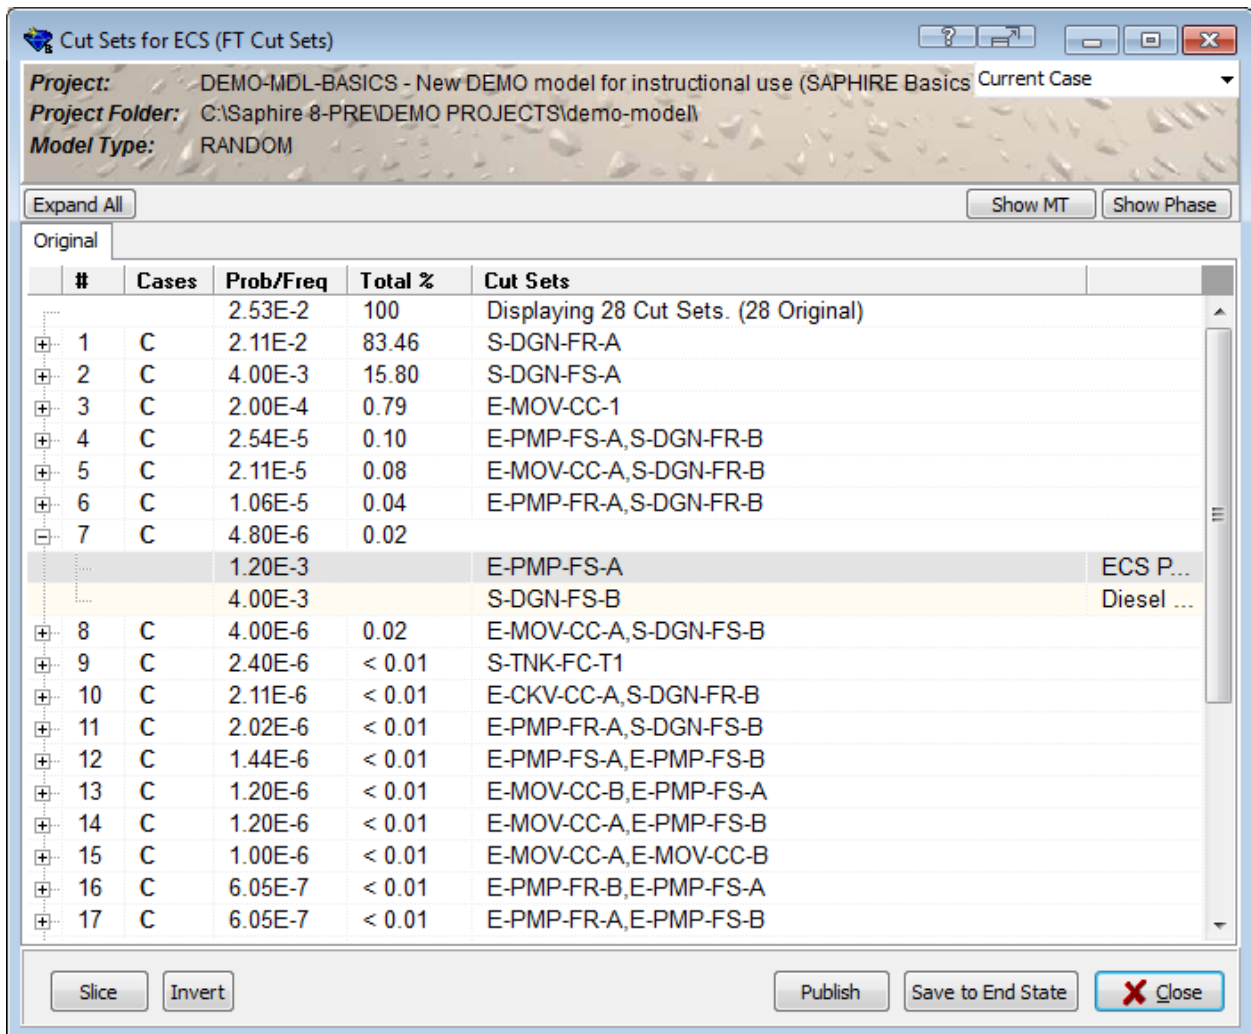 Cut Sets for ECS (FT Cut Sets)
Project: DEMO-MDL-BASICS - New DEMO model for instructional use (SAPHIRE Basics Current Case
Project Folder: C:\Saphire 8-PRE\DEMO PROJECTS\demo-model\
Model Type: RANDOM
Expand All Show MT Show Phase
Original
# Cases Prob/Freq Total % Cut Sets
2.53E-2 100 Displaying 28 Cut Sets. (28 Original)
1 C 2.11E-2 83.46 S-DGN-FR-A
2 C 4.00E-3 15.80 S-DGN-FS-A
3 C 2.00E-4 0.79 E-MOV-CC-1
4 C 2.54E-5 0.10 E-PMP-FS-A,S-DGN-FR-B
5 C 2.11E-5 0.08 E-MOV-CC-A,S-DGN-FR-B
6 C 1.06E-5 0.04 E-PMP-FR-A,S-DGN-FR-B
7 C 4.80E-6 0.02
1.20E-3 E-PMP-FS-A ECS P...
4.00E-3 S-DGN-FS-B Diesel ...
8 C 4.00E-6 0.02 E-MOV-CC-A,S-DGN-FS-B
9 C 2.40E-6 < 0.01 S-TNK-FC-T1
10 C 2.11E-6 < 0.01 E-CKV-CC-A,S-DGN-FR-B
11 C 2.02E-6 < 0.01 E-PMP-FR-A,S-DGN-FS-B
12 C 1.44E-6 < 0.01 E-PMP-FS-A,E-PMP-FS-B
13 C 1.20E-6 < 0.01 E-MOV-CC-B,E-PMP-FS-A
14 C 1.20E-6 < 0.01 E-MOV-CC-A,E-PMP-FS-B
15 C 1.00E-6 < 0.01 E-MOV-CC-A,E-MOV-CC-B
16 C 6.05E-7 < 0.01 E-PMP-FR-B,E-PMP-FS-A
17 C 6.05E-7 < 0.01 E-PMP-FR-A,E-PMP-FS-B
Slice Invert Publish Save to End State Close